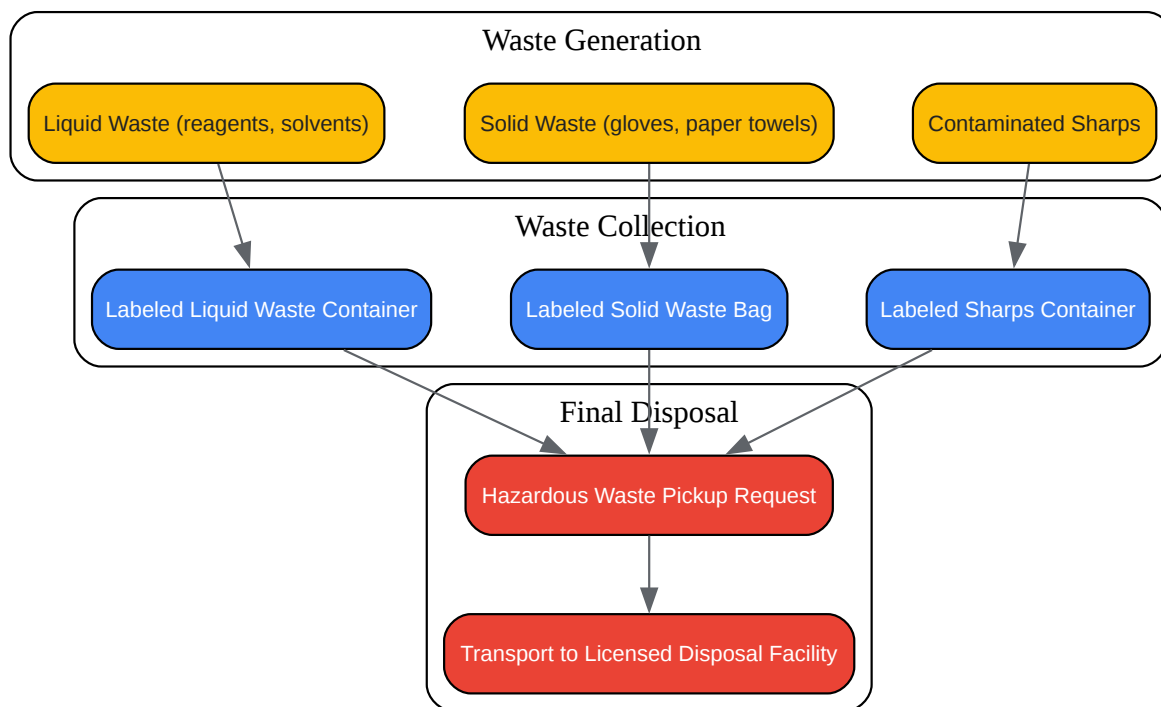 Waste Generation
Liquid Waste (reagents, solvents)
Solid Waste (gloves, paper towels)
Contaminated Sharps
Waste Collection
Labeled Liquid Waste Container
Labeled Solid Waste Bag
Labeled Sharps Container
Final Disposal
Hazardous Waste Pickup Request
Transport to Licensed Disposal Facility